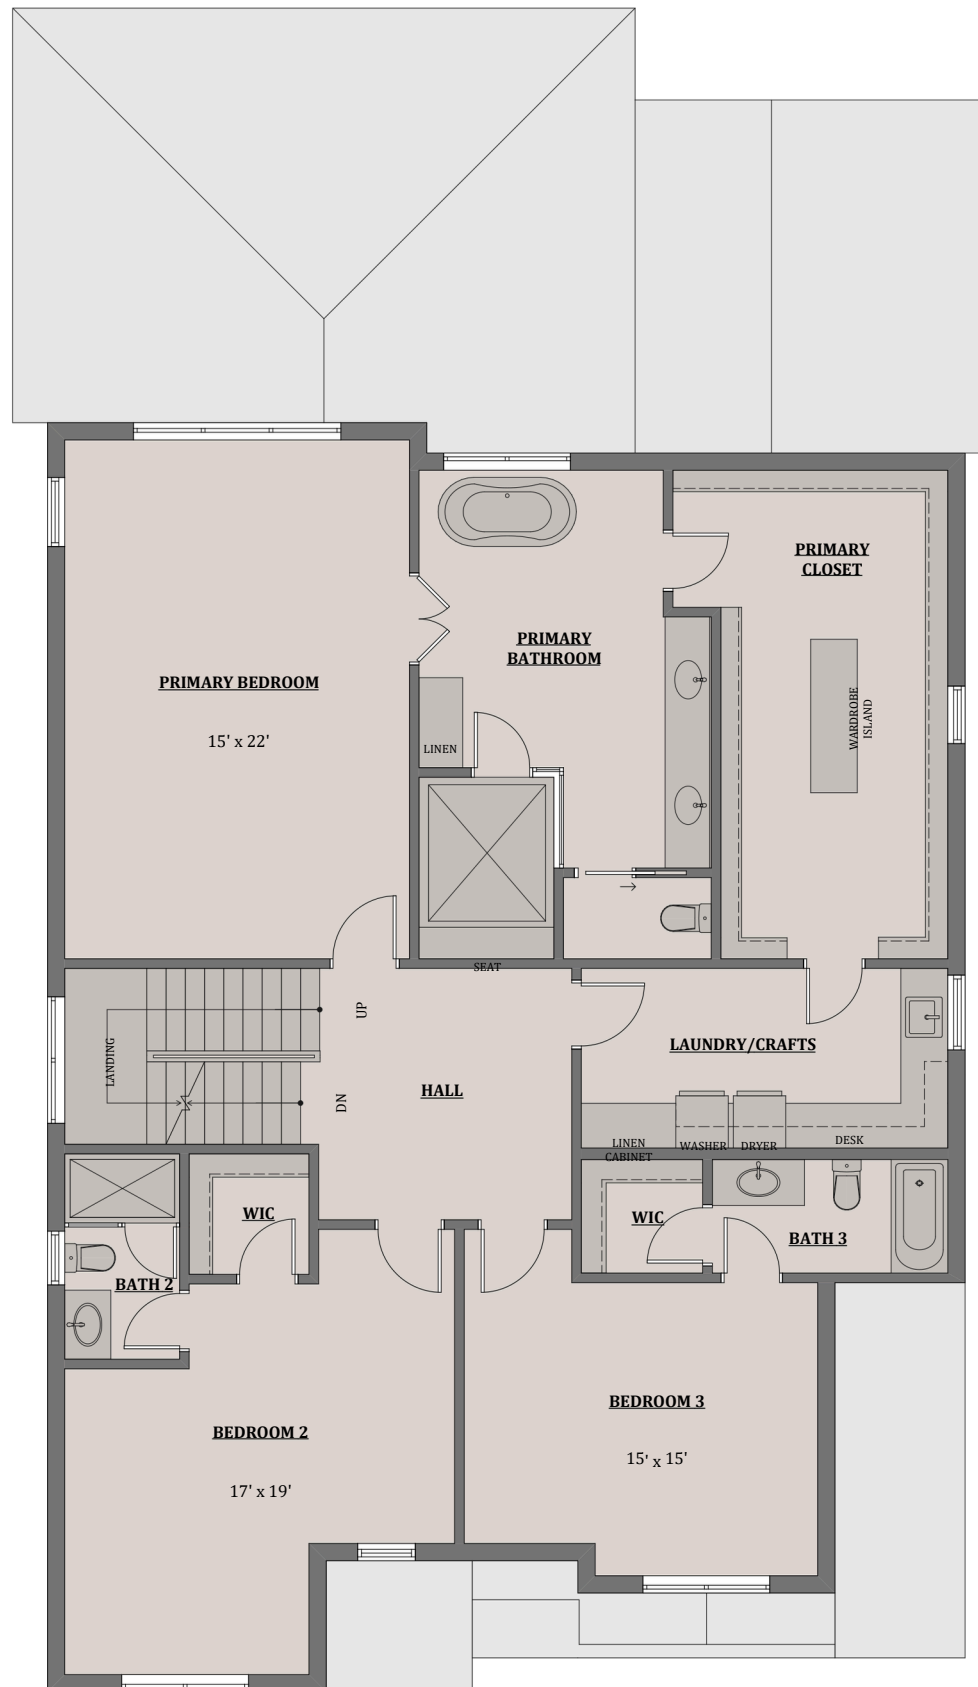 PRIMARY
CLOSET
PRIMARY
BATHROOM
PRIMARY BEDROOM
15' x 22'
LINEN
WARDROBE
ISLAND
SEAT
UP
LANDING
DN
HALL
LAUNDRY/CRAFTS
LINEN
CABINET
WASHER
DRYER
DESK
WIC
WIC
BATH 3
BATH 2
BEDROOM 2
17' x 19'
BEDROOM 3
15' x 15'